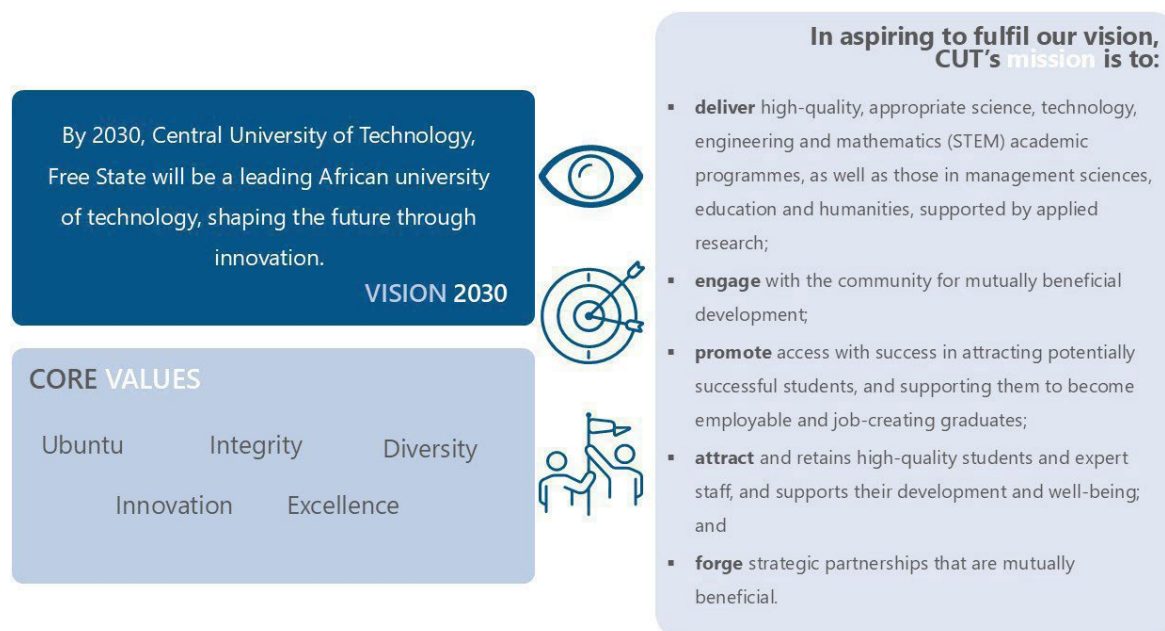 By 2030, Central University of Technology,
Free State will be a leading African university
of technology, shaping the future through
innovation.
VISION 2030
CORE VALUES
Ubuntu Integrity Diversity
Innovation Excellence
In aspiring to fulfil our vision,
CUT's mission is to:
▪ deliver high-quality, appropriate science, technology,
engineering and mathematics (STEM) academic
programmes, as well as those in management sciences,
education and humanities, supported by applied
research;
▪ engage with the community for mutually beneficial
development;
▪ promote access with success in attracting potentially
successful students, and supporting them to become
employable and job-creating graduates;
▪ attract and retains high-quality students and expert
staff, and supports their development and well-being;
and
▪ forge strategic partnerships that are mutually
beneficial.